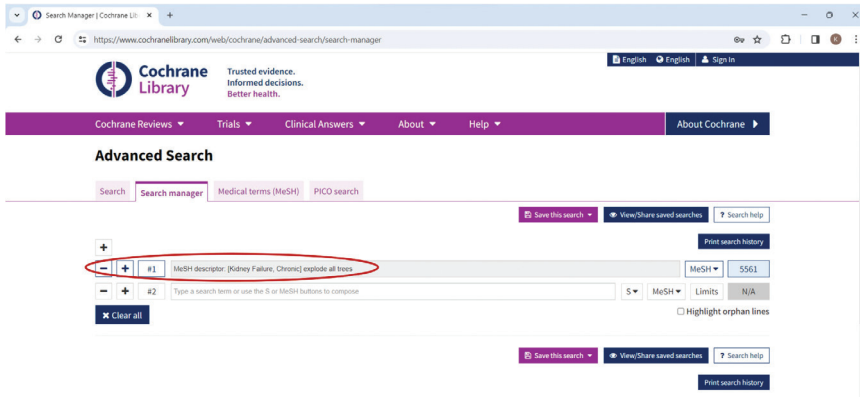 Search Manager | Cochrane Lib
https://www.cochranelibrary.com/web/cochrane/advanced-search/search-manager
K
English English Sign In
Cochrane Library
Trusted evidence.
Informed decisions.
Better health.
Cochrane Reviews Trials Clinical Answers About Help About Cochrane
Advanced Search
Search Search manager Medical terms (MeSH) PICO search
Save this search View/Share saved searches ? Search help
Print search history
+
− + #1 MeSH descriptor: [Kidney Failure, Chronic] explode all trees MeSH 5561
− + #2 Type a search term or use the S or MeSH buttons to compose S MeSH Limits N/A
Clear all Highlight orphan lines
Save this search View/Share saved searches ? Search help
Print search history